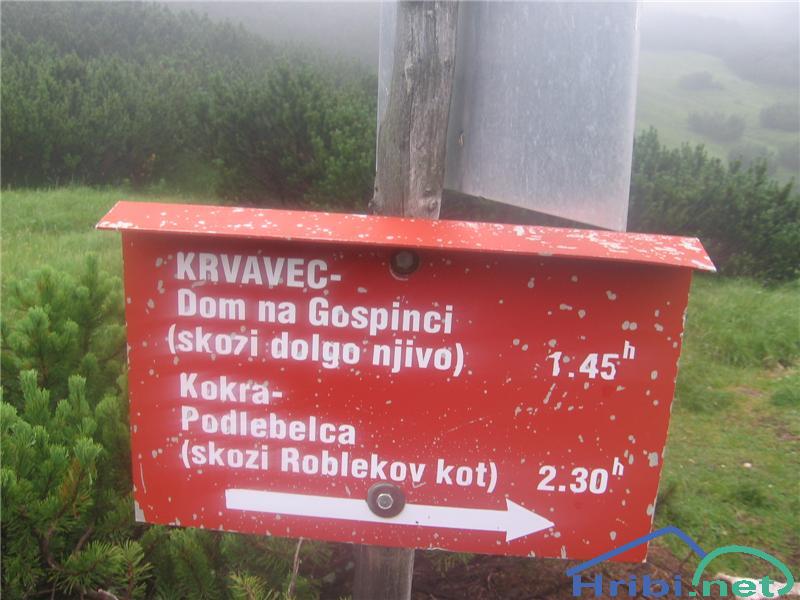 KRVAVEC-
Dom na Gospinci
(skozi dolgo njivo) 1.45h
Kokra-
Podlebelca
(skozi Roblekov kot) 2.30h
Hribi.net